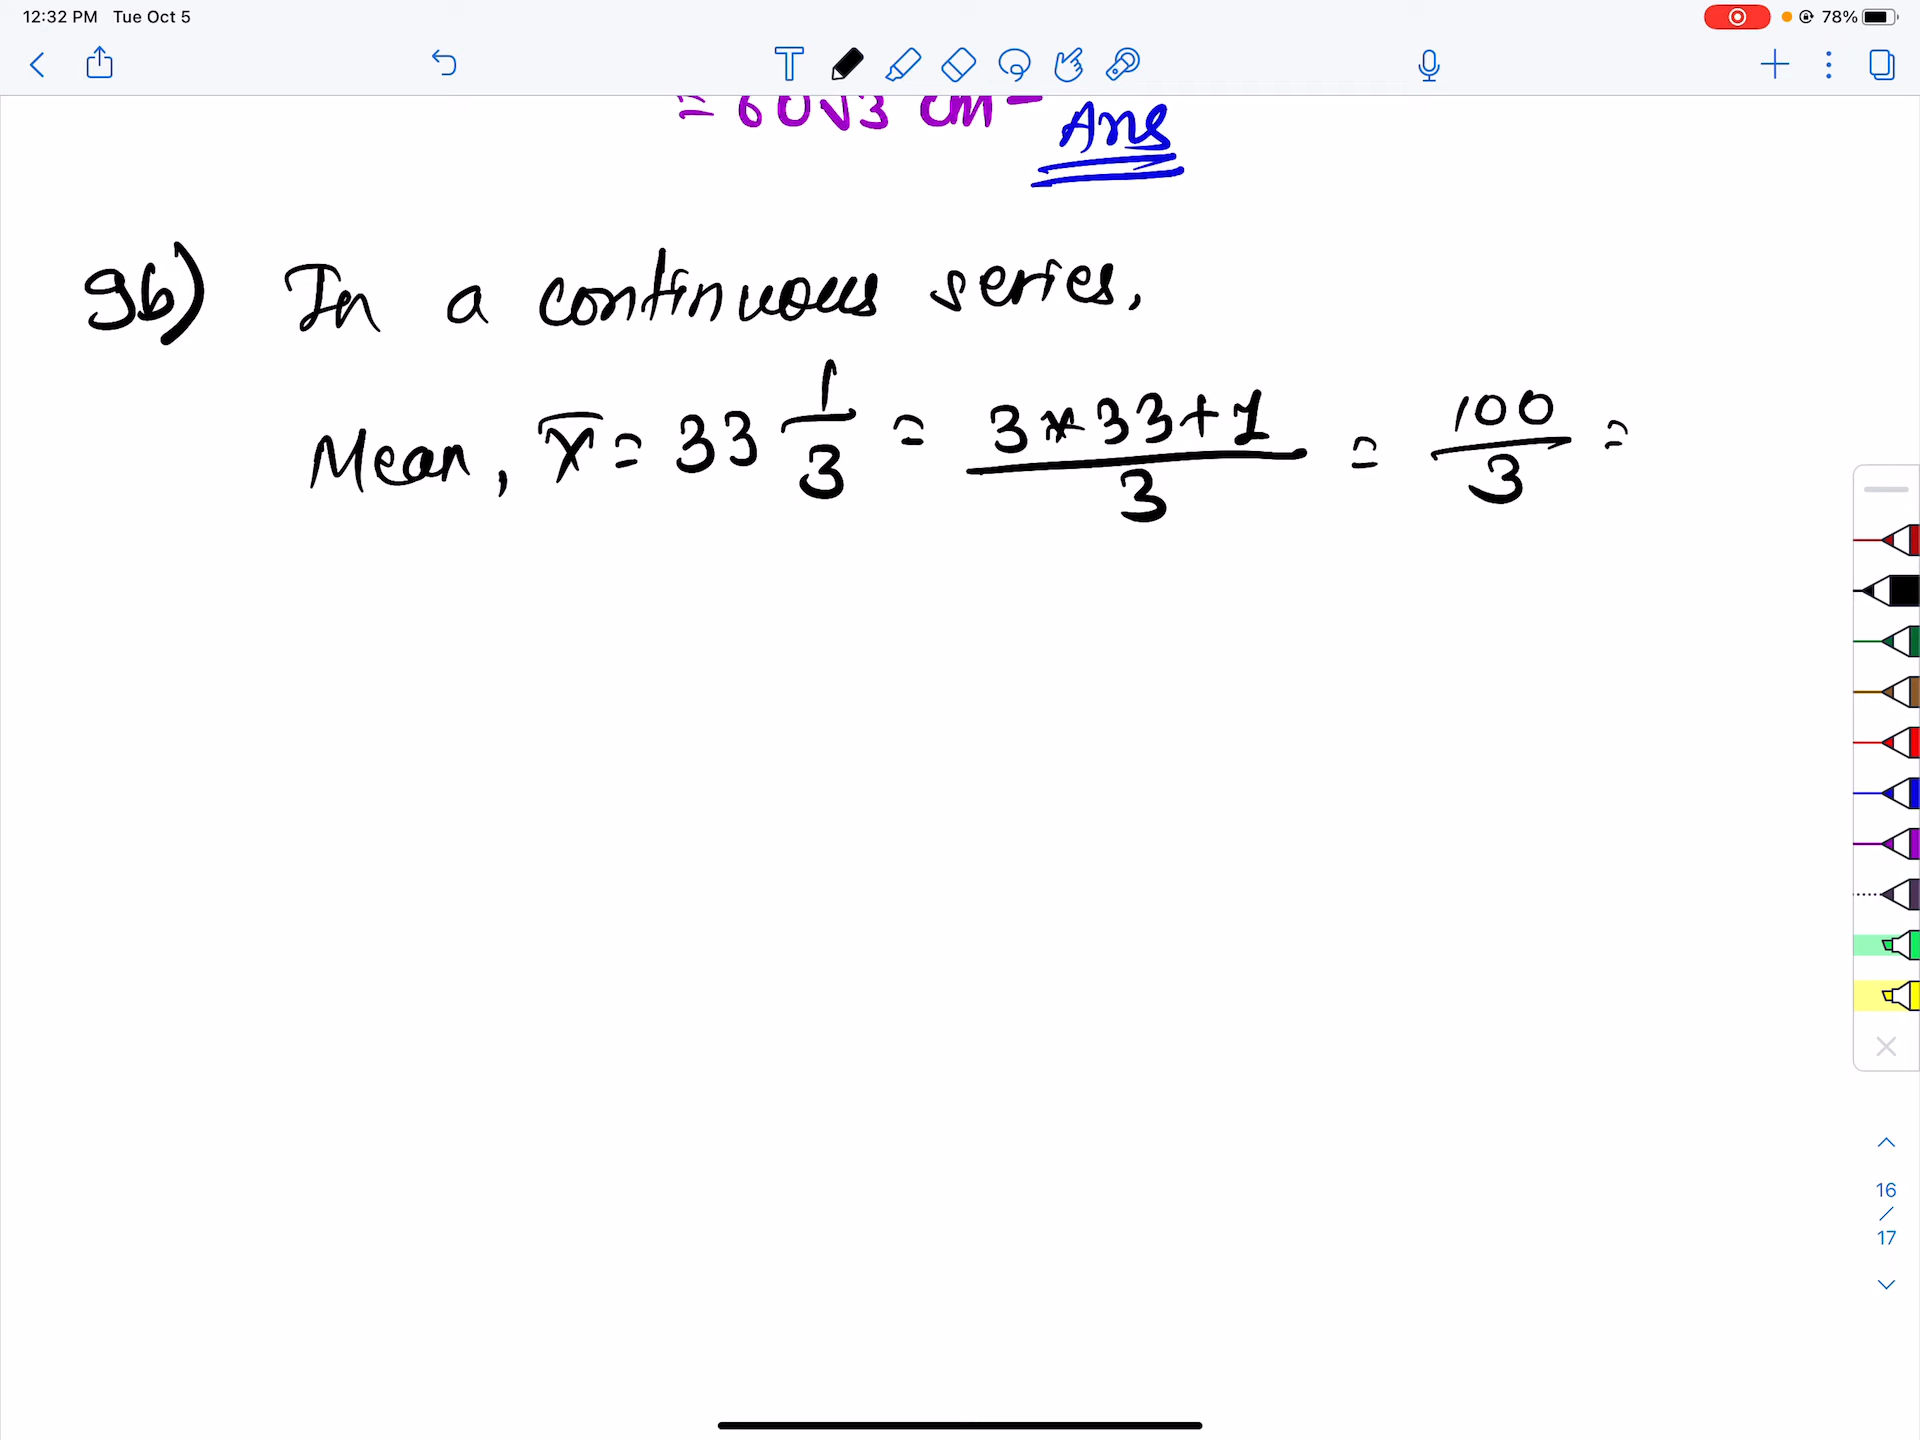 12:32 PM Tue Oct 5
78%
= 60√3 cm
Ans
9b) In a continuous series,
Mean, x̄ = 33 1/3 = (3*33+1)/3 = 100/3 =
16
/
17